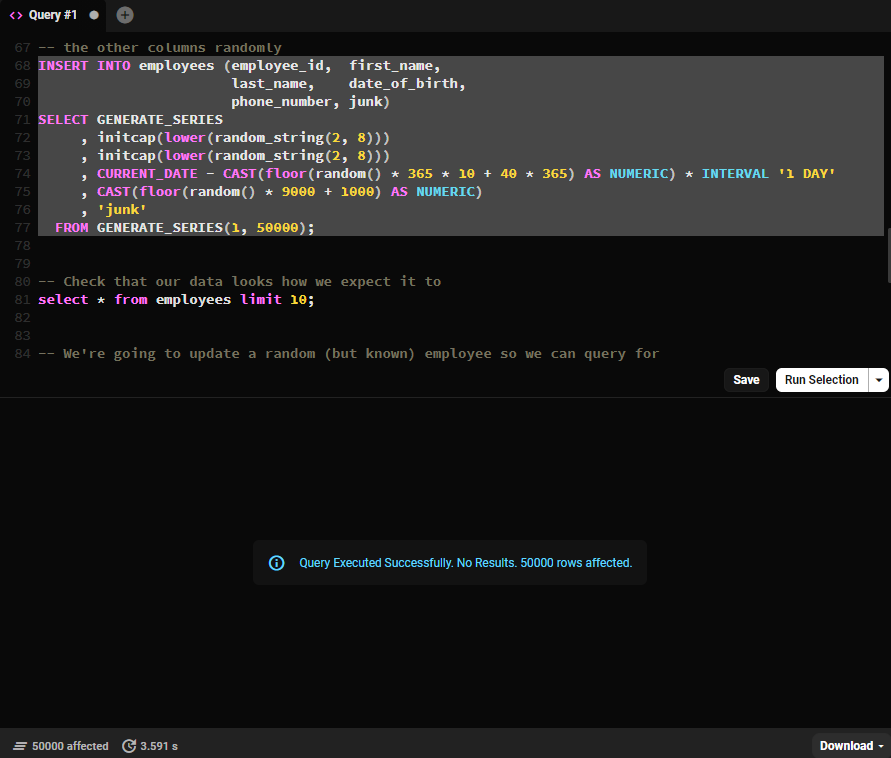 <> Query #1
67 -- the other columns randomly
68 INSERT INTO employees (employee_id,  first_name,
69                        last_name,    date_of_birth,
70                        phone_number, junk)
71 SELECT GENERATE_SERIES
72      , initcap(lower(random_string(2, 8)))
73      , initcap(lower(random_string(2, 8)))
74      , CURRENT_DATE - CAST(floor(random() * 365 * 10 + 40 * 365) AS NUMERIC) * INTERVAL '1 DAY'
75      , CAST(floor(random() * 9000 + 1000) AS NUMERIC)
76      , 'junk'
77   FROM GENERATE_SERIES(1, 50000);
78
79
80 -- Check that our data looks how we expect it to
81 select * from employees limit 10;
82
83
84 -- We're going to update a random (but known) employee so we can query for
Save Run Selection
Query Executed Successfully. No Results. 50000 rows affected.
50000 affected 3.591 s Download